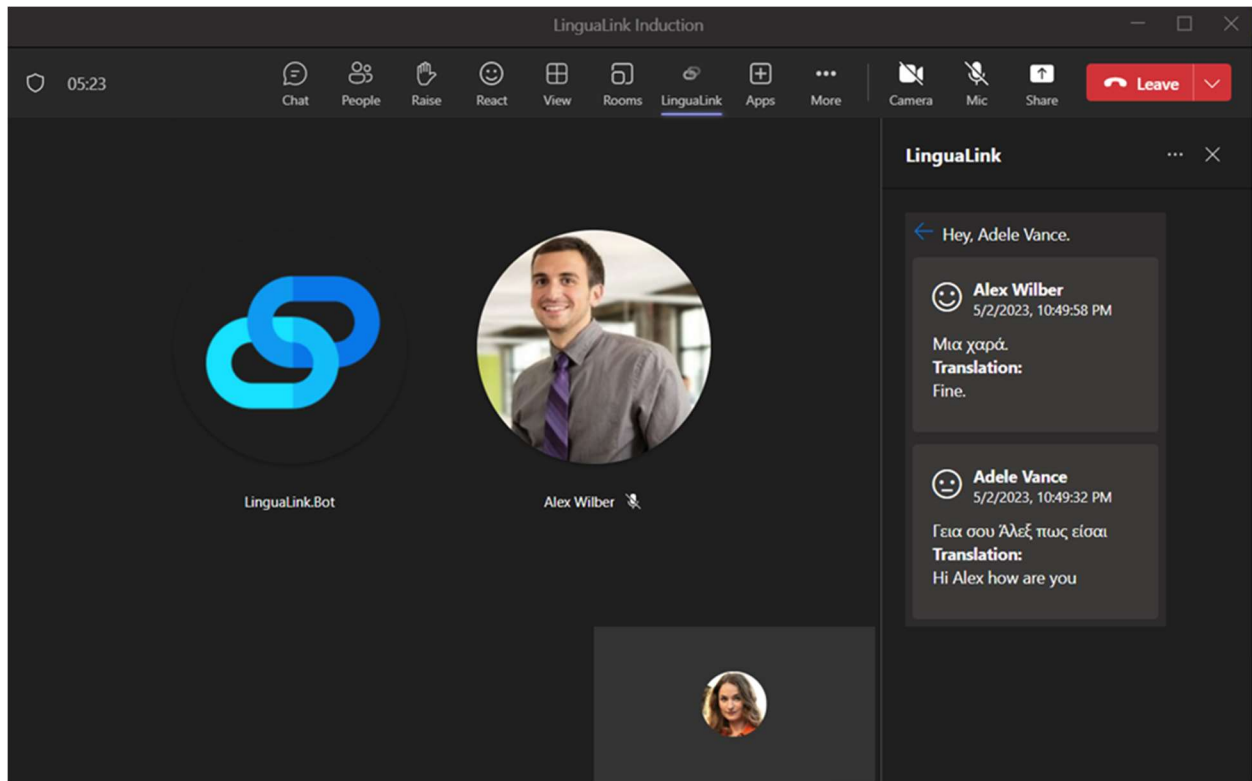 LinguaLink Induction
05:23
Chat
People
Raise
React
View
Rooms
LinguaLink
Apps
More
Camera
Mic
Share
Leave
LinguaLink
Hey, Adele Vance.
Alex Wilber
5/2/2023, 10:49:58 PM
Μια χαρά.
Translation:
Fine.
Adele Vance
5/2/2023, 10:49:32 PM
Γεια σου Άλεξ πως είσαι
Translation:
Hi Alex how are you
LinguaLink.Bot
Alex Wilber